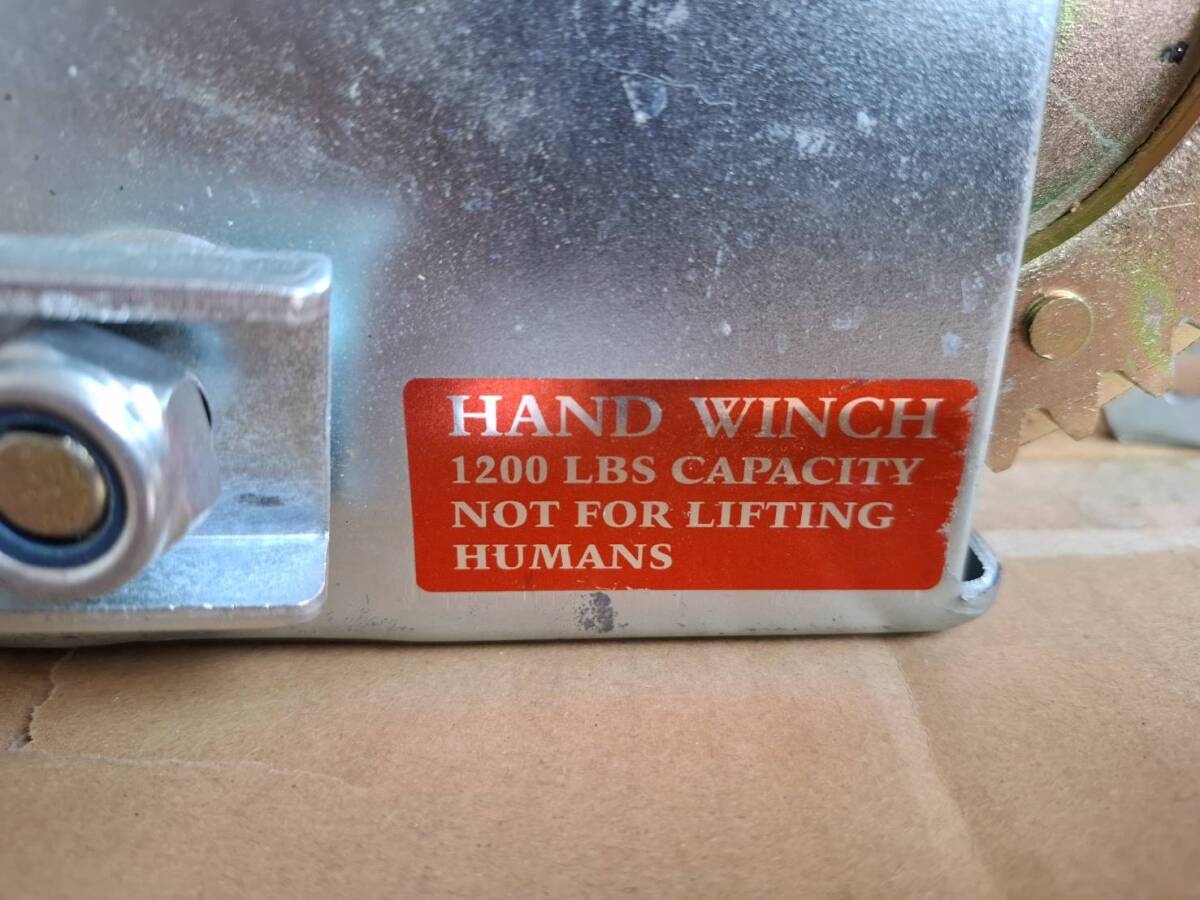 HAND WINCH
1200 LBS CAPACITY
NOT FOR LIFTING
HUMANS